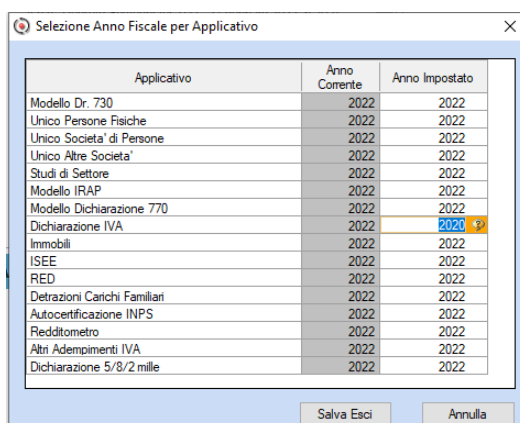 Selezione Anno Fiscale per Applicativo
Applicativo Anno Corrente Anno Impostato
Modello Dr. 730 2022 2022
Unico Persone Fisiche 2022 2022
Unico Societa' di Persone 2022 2022
Unico Altre Societa' 2022 2022
Studi di Settore 2022 2022
Modello IRAP 2022 2022
Modello Dichiarazione 770 2022 2022
Dichiarazione IVA 2022 2020
Immobili 2022 2022
ISEE 2022 2022
RED 2022 2022
Detrazioni Carichi Familiari 2022 2022
Autocertificazione INPS 2022 2022
Redditometro 2022 2022
Altri Adempimenti IVA 2022 2022
Dichiarazione 5/8/2 mille 2022 2022
Salva Esci Annulla